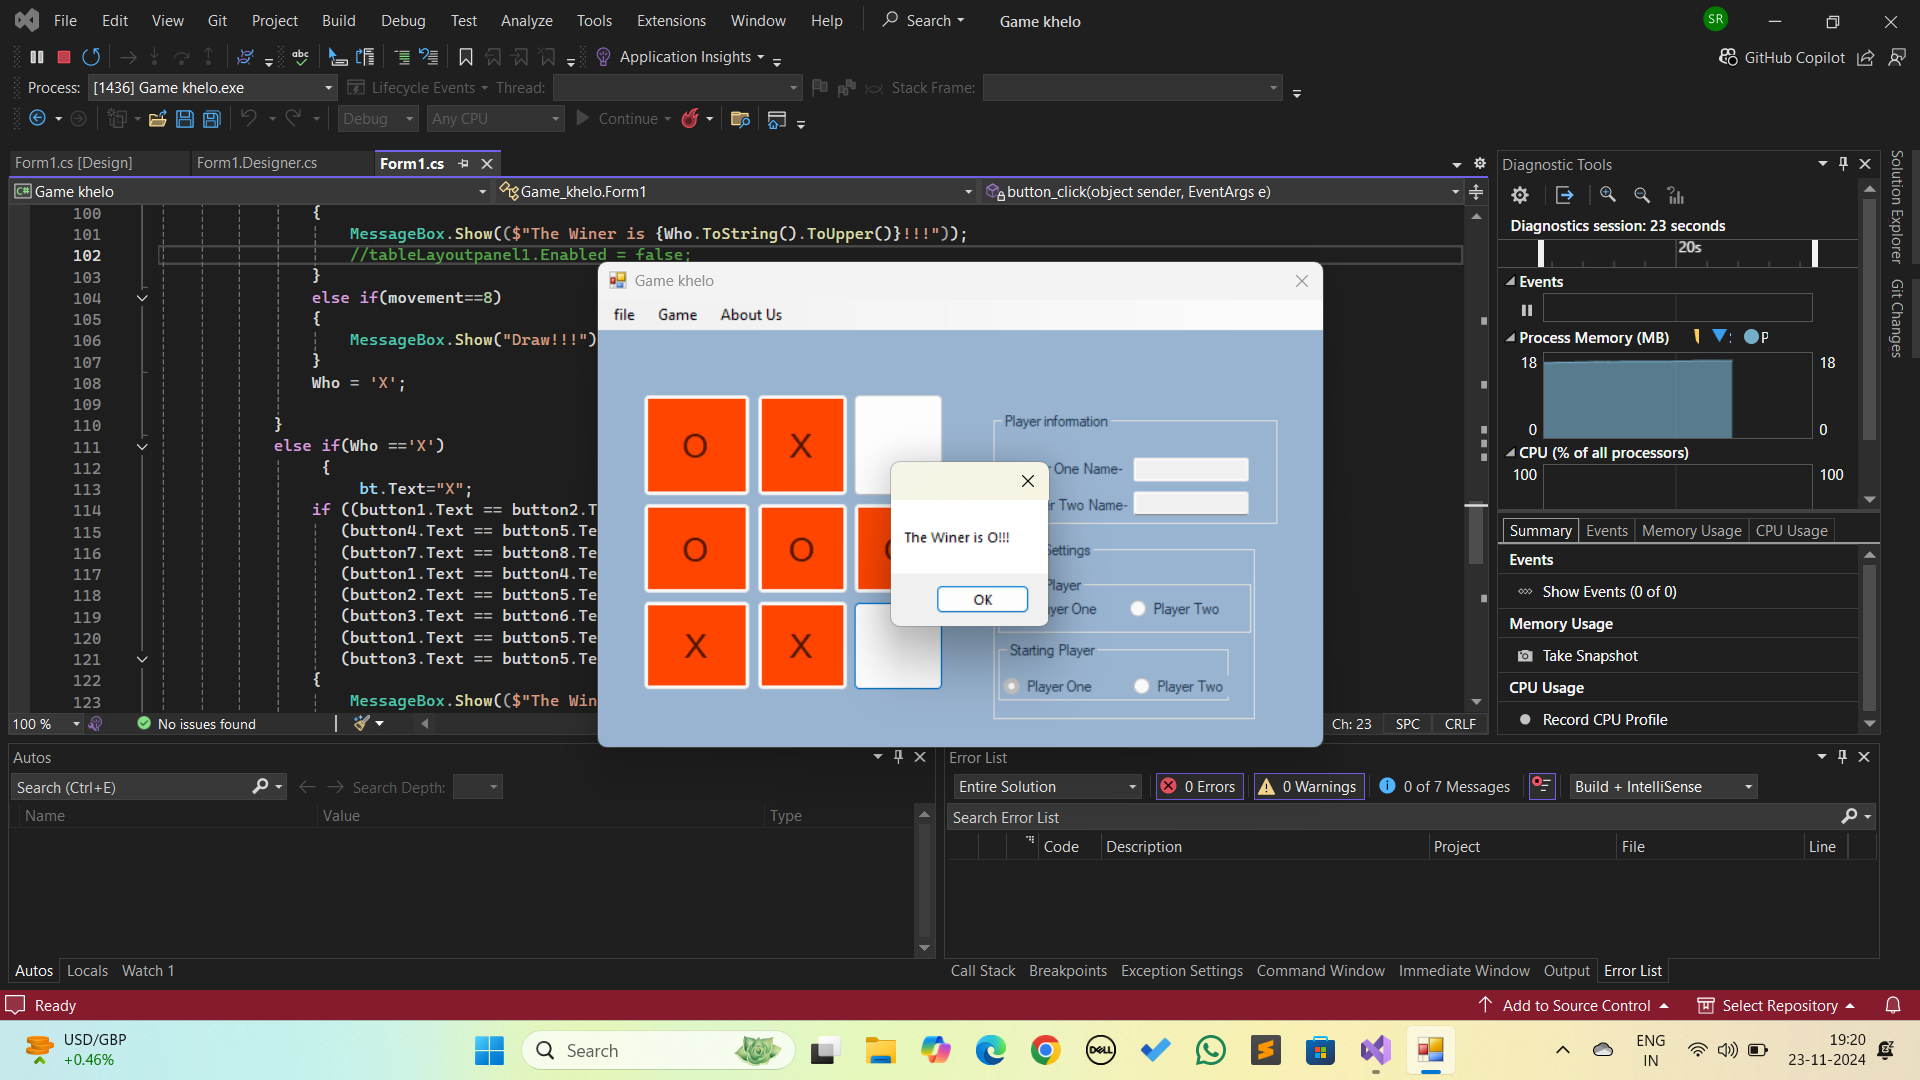 File Edit View Git Project Build Debug Test Analyze Tools Extensions Window Help Search Game khelo SR
abc Application Insights GitHub Copilot
Process: [1436] Game khelo.exe Lifecycle Events Thread: Stack Frame:
Debug Any CPU Continue
Form1.cs [Design] Form1.Designer.cs Form1.cs
C# Game khelo Game_khelo.Form1 button_click(object sender, EventArgs e)
100 {
101 MessageBox.Show(($"The Winer is {Who.ToString().ToUpper()}!!!"));
102 //tableLayoutpanel1.Enabled = false;
103 }
104 else if(movement==8)
105 {
106 MessageBox.Show("Draw!!!")
107 }
108 Who = 'X';
109
110 }
111 else if(Who =='X')
112 {
113 bt.Text="X";
114 if ((button1.Text == button2.T
115 (button4.Text == button5.Te
116 (button7.Text == button8.Te
117 (button1.Text == button4.Te
118 (button2.Text == button5.Te
119 (button3.Text == button6.Te
120 (button1.Text == button5.Te
121 (button3.Text == button5.Te
122 {
123 MessageBox.Show(($"The Win
100 % No issues found Ch: 23 SPC CRLF
Game khelo
file Game About Us
O X
O O
X X
Player information
One Name-
Two Name-
Settings
Player
One Player Two
Starting Player
Player One Player Two
The Winer is O!!!
OK
Diagnostic Tools
Diagnostics session: 23 seconds
20s
Events
Process Memory (MB) P
18 18
0 0
CPU (% of all processors)
100 100
Summary Events Memory Usage CPU Usage
Events
Show Events (0 of 0)
Memory Usage
Take Snapshot
CPU Usage
Record CPU Profile
Solution Explorer
Git Changes
Autos
Search (Ctrl+E) Search Depth:
Name Value Type
Autos Locals Watch 1
Error List
Entire Solution 0 Errors 0 Warnings 0 of 7 Messages Build + IntelliSense
Search Error List
Code Description Project File Line
Call Stack Breakpoints Exception Settings Command Window Immediate Window Output Error List
Ready Add to Source Control Select Repository
USD/GBP
+0.46%
Search
DELL
ENG
IN
19:20
23-11-2024